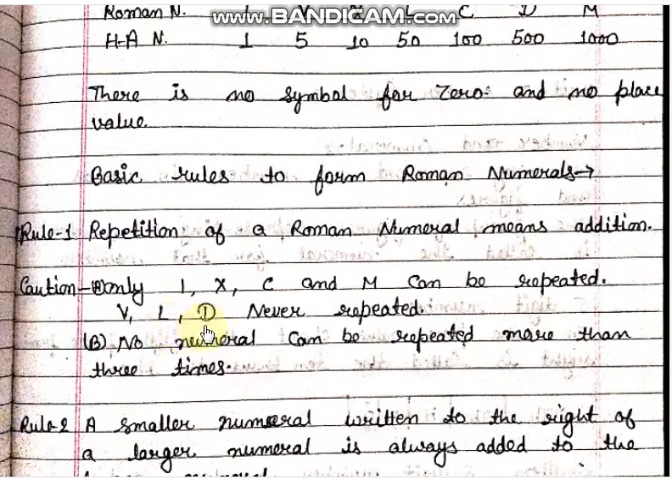 www.BANDICAM.com
Roman N. I V X L C D M
H-A N. 1 5 10 50 100 500 1000
There is no symbol for Zero. and no place
value.
Basic rules to form Roman Numerals→
Rule-1 Repetition of a Roman Numeral means addition.
Caution- Only I, X, C and M can be repeated.
V, L, D Never repeated.
(B) No numeral can be repeated more than
three times.
Rule-2 A smaller numeral written to the right of
a larger numeral is always added to the